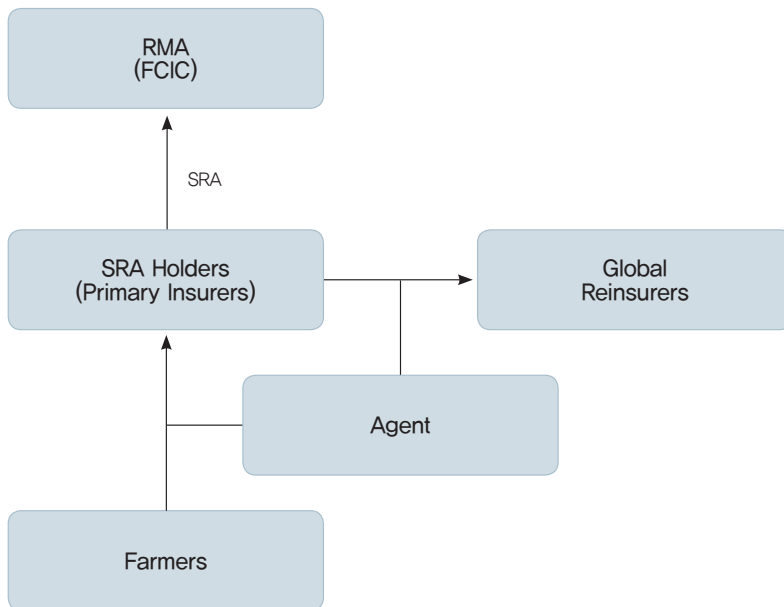 RMA
(FCIC)
SRA
SRA Holders
(Primary Insurers)
Global
Reinsurers
Agent
Farmers